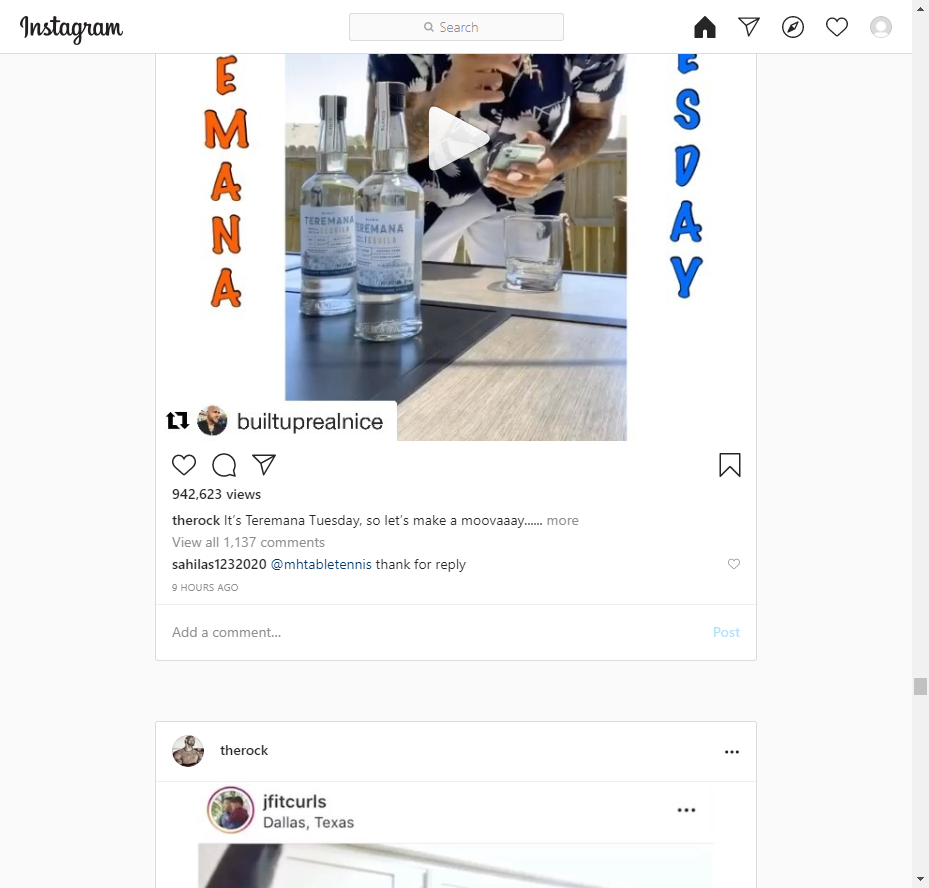 Instagram
Search
EMANA
ESDAY
TEREMANA
TEQUILA
EREMANA
TEQUILA
builtuprealnice
942,623 views
therock It’s Teremana Tuesday, so let’s make a moovaaay...... more
View all 1,137 comments
sahilas1232020 @mhtabletennis thank for reply
9 HOURS AGO
Add a comment...
Post
therock
jfitcurls
Dallas, Texas